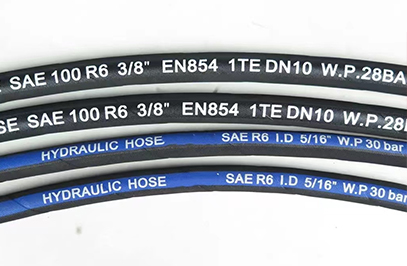 SE SAE 100 R6 3/8" EN854 1TE DN10 W.P.28BA
SE SAE 100 R6 3/8" EN854 1TE DN10 W.P.28
HYDRAULIC HOSE SAE R6 I.D 5/16" W.P 30 bar
HYDRAULIC HOSE SAE R6 I.D 5/16" W.P 30 bar